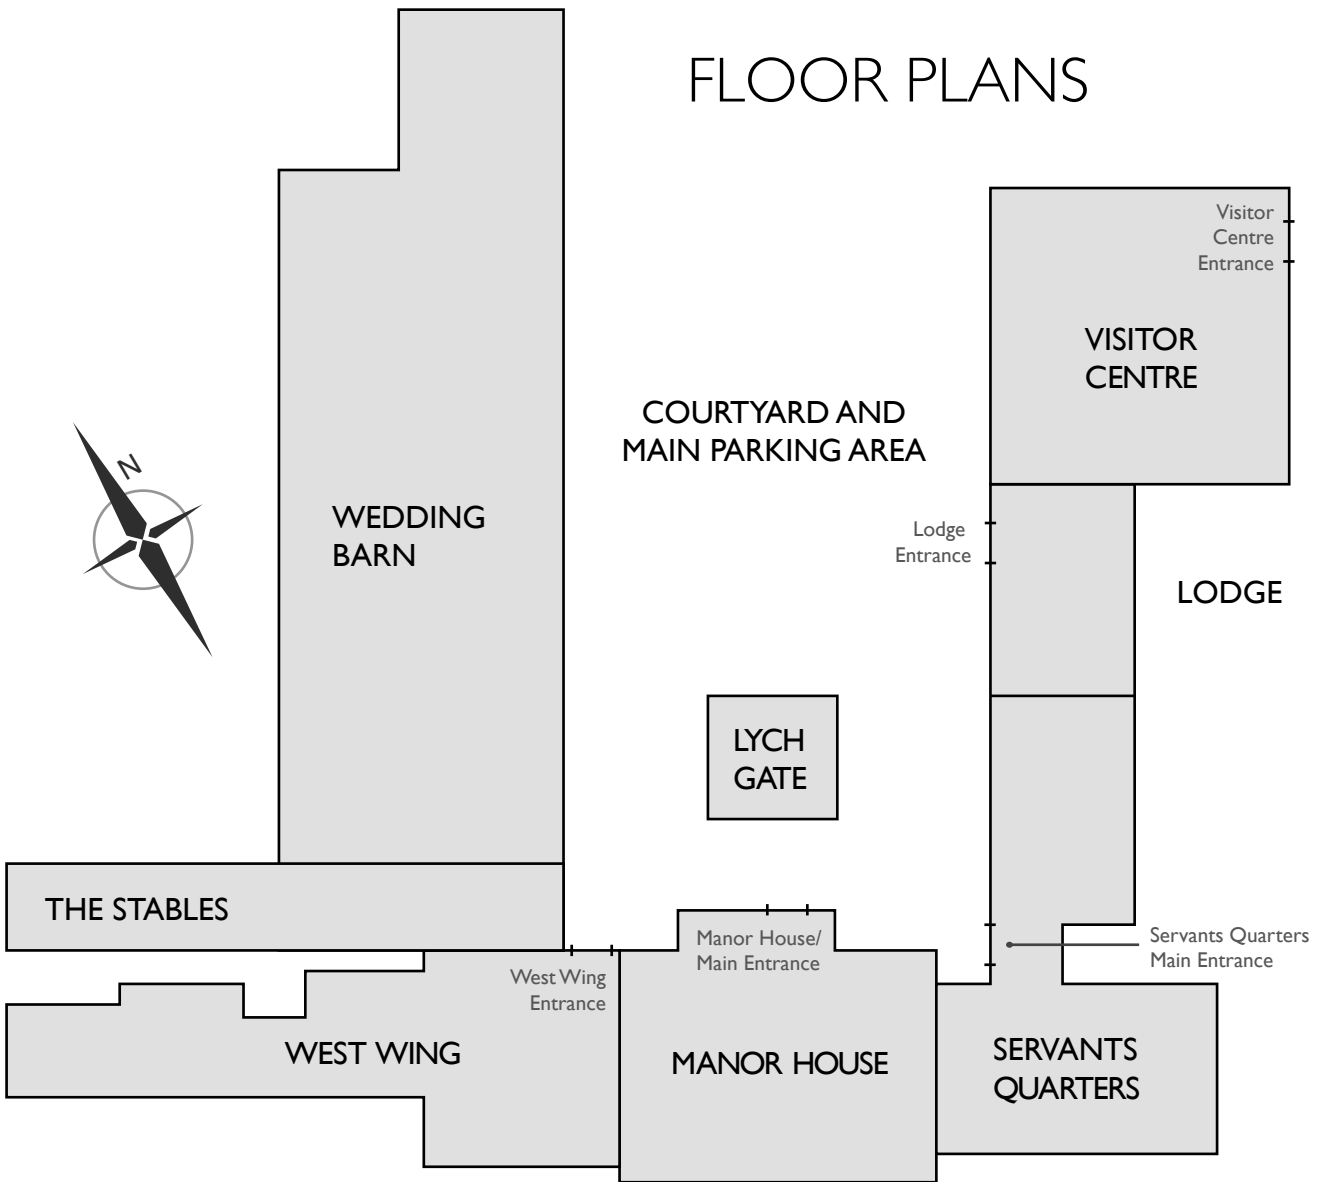 FLOOR PLANS
Visitor
Centre
Entrance
VISITOR
CENTRE
COURTYARD AND
MAIN PARKING AREA
N
WEDDING
BARN
Lodge
Entrance
LODGE
LYCH
GATE
THE STABLES
Manor House/
Main Entrance
Servants Quarters
Main Entrance
West Wing
Entrance
WEST WING
MANOR HOUSE
SERVANTS
QUARTERS